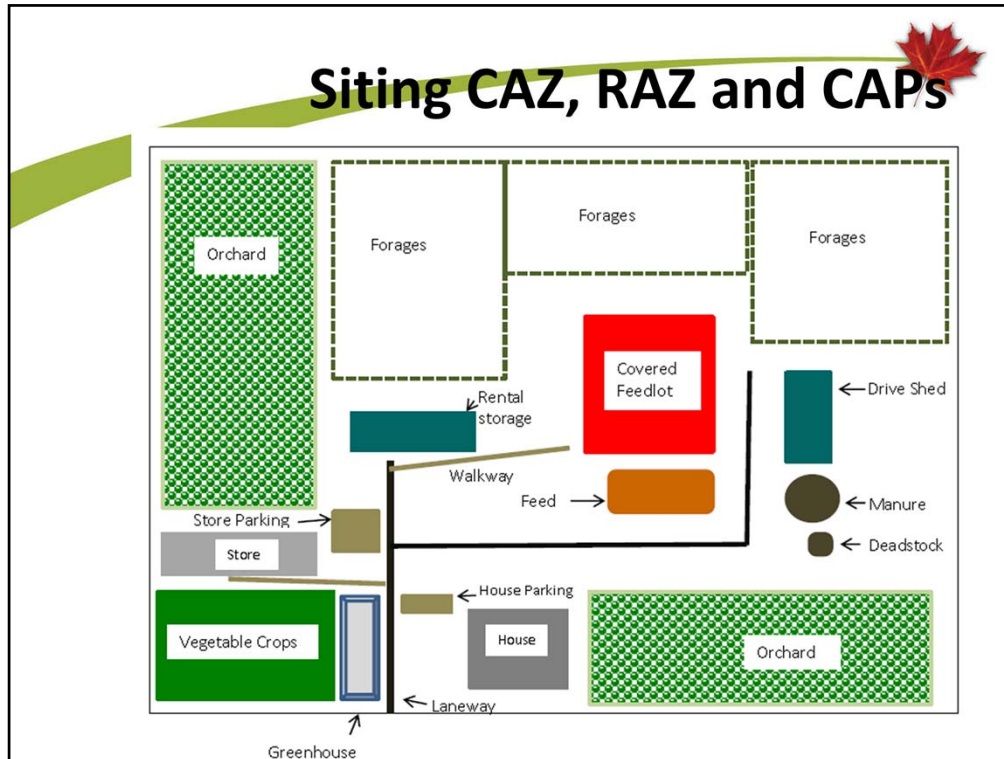 Siting CAZ, RAZ and CAPs
Orchard
Forages
Forages
Forages
Covered
Feedlot
Rental
storage
Drive Shed
Walkway
Feed
Manure
Store Parking
Deadstock
Store
House Parking
Vegetable Crops
House
Orchard
Laneway
Greenhouse